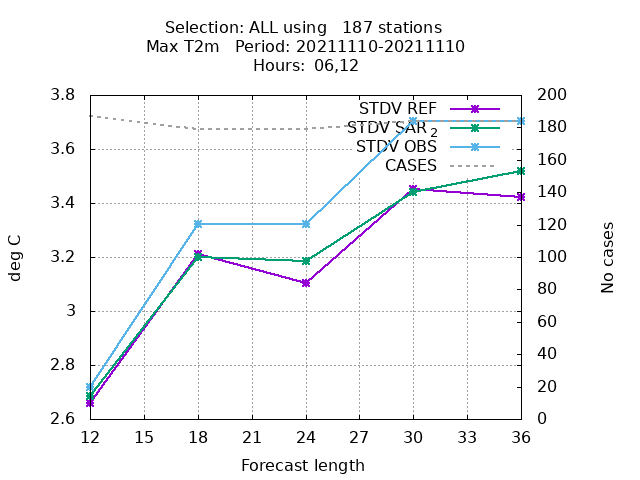 Selection: ALL using   187 stations
Max T2m   Period: 20211110-20211110
Hours:  06,12
STDV REF
STDV SAR 2
STDV OBS
CASES
deg C
3.8
3.6
3.4
3.2
3
2.8
2.6
200
180
160
140
120
100
80
60
40
20
0
No cases
12 15 18 21 24 27 30 33 36
Forecast length